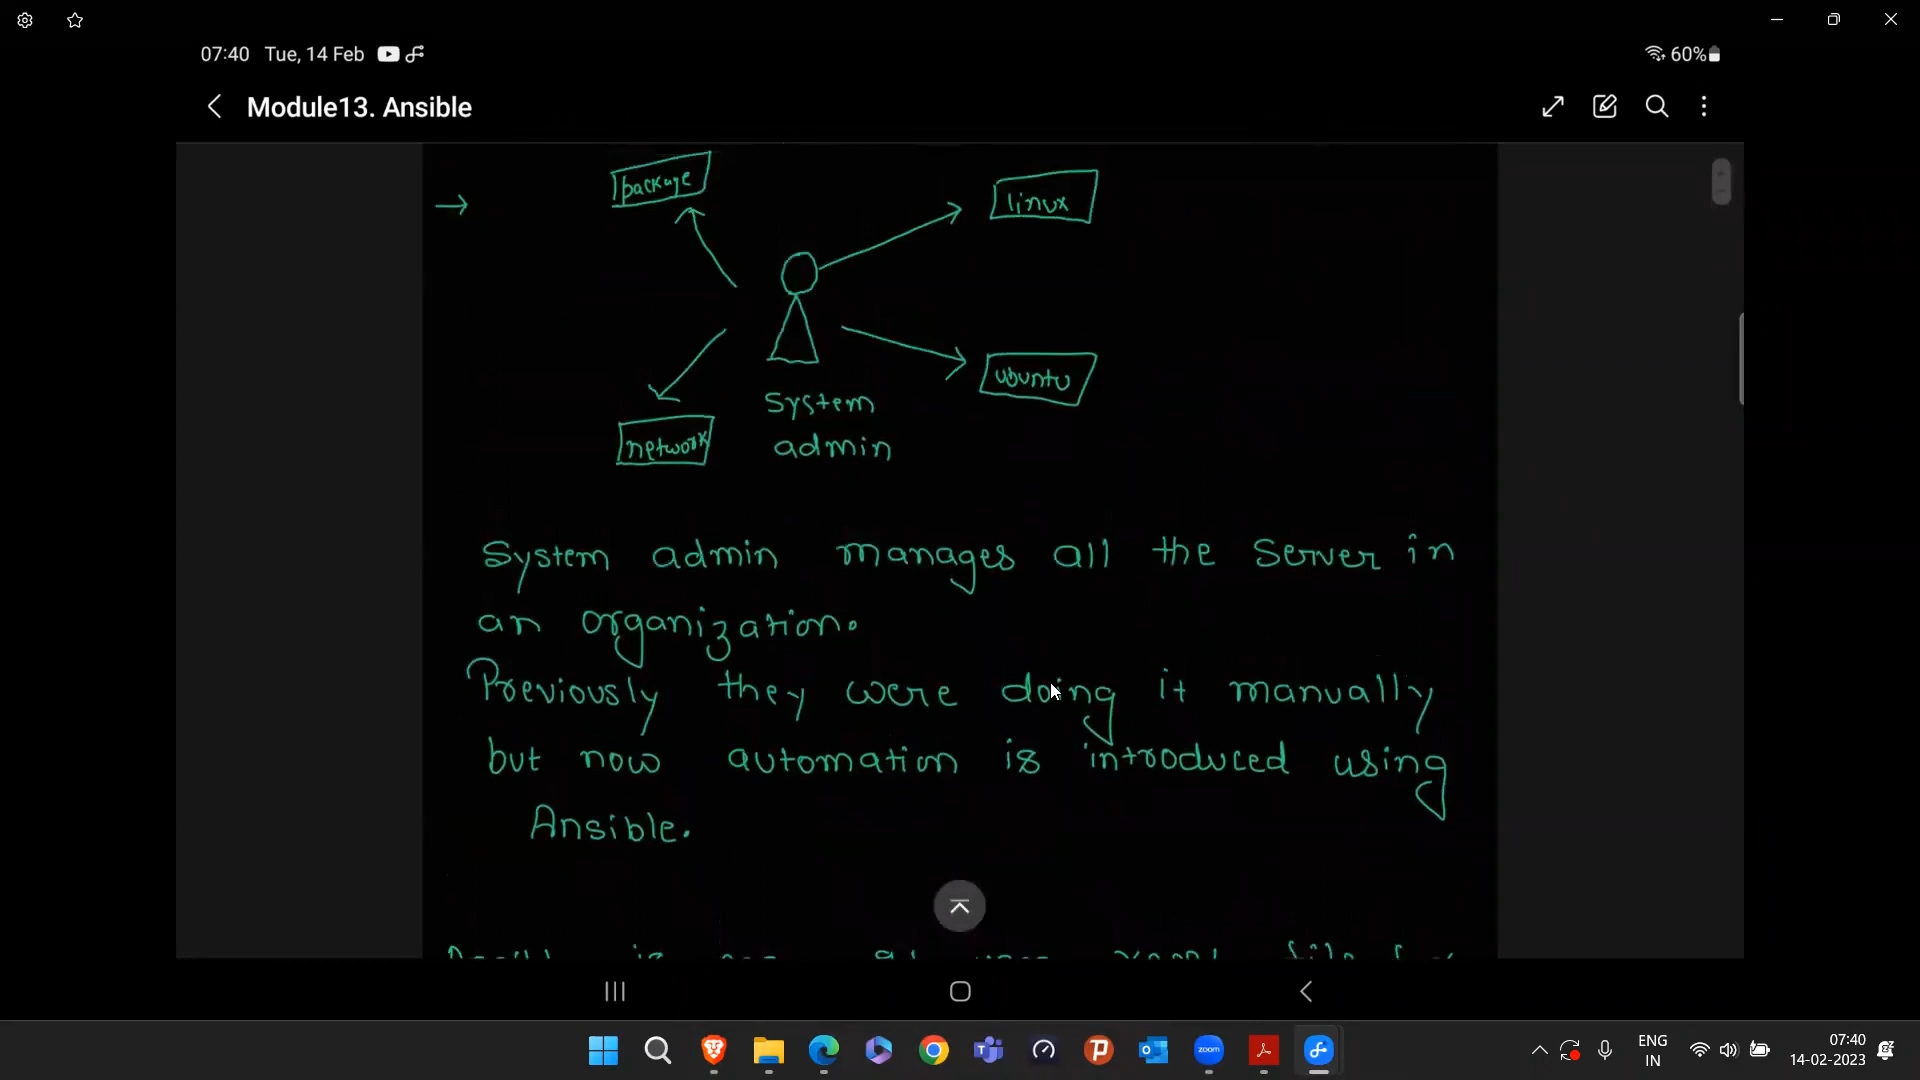 07:40 Tue, 14 Feb
60%
Module13. Ansible
package
linux
ubuntu
network
System
admin
System admin manages all the Server in
an organization.
Previously they were doing it manually
but now automation is introduced using
Ansible.
zoom
ENG
IN
07:40
14-02-2023